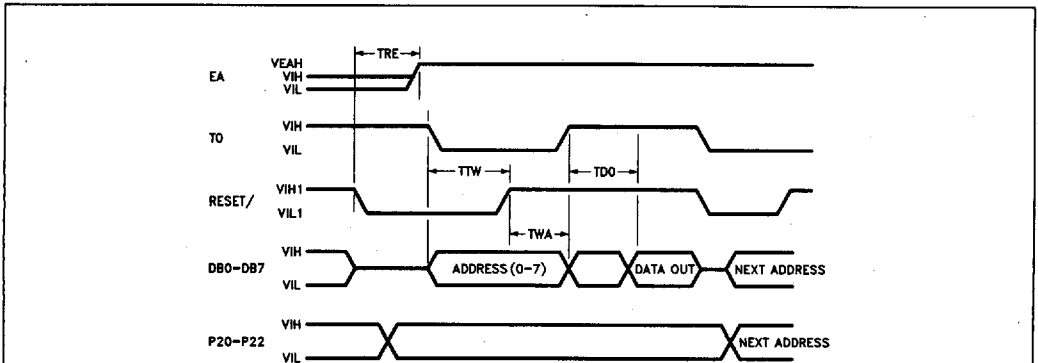 TRE
VEAH
EA VIH
VIL
VIH
T0
VIL
TTW TDO
VIH1
RESET/
VIL1
TWA
VIH
DB0-DB7 ADDRESS (0-7) DATA OUT NEXT ADDRESS
VIL
VIH
P20-P22 NEXT ADDRESS
VIL